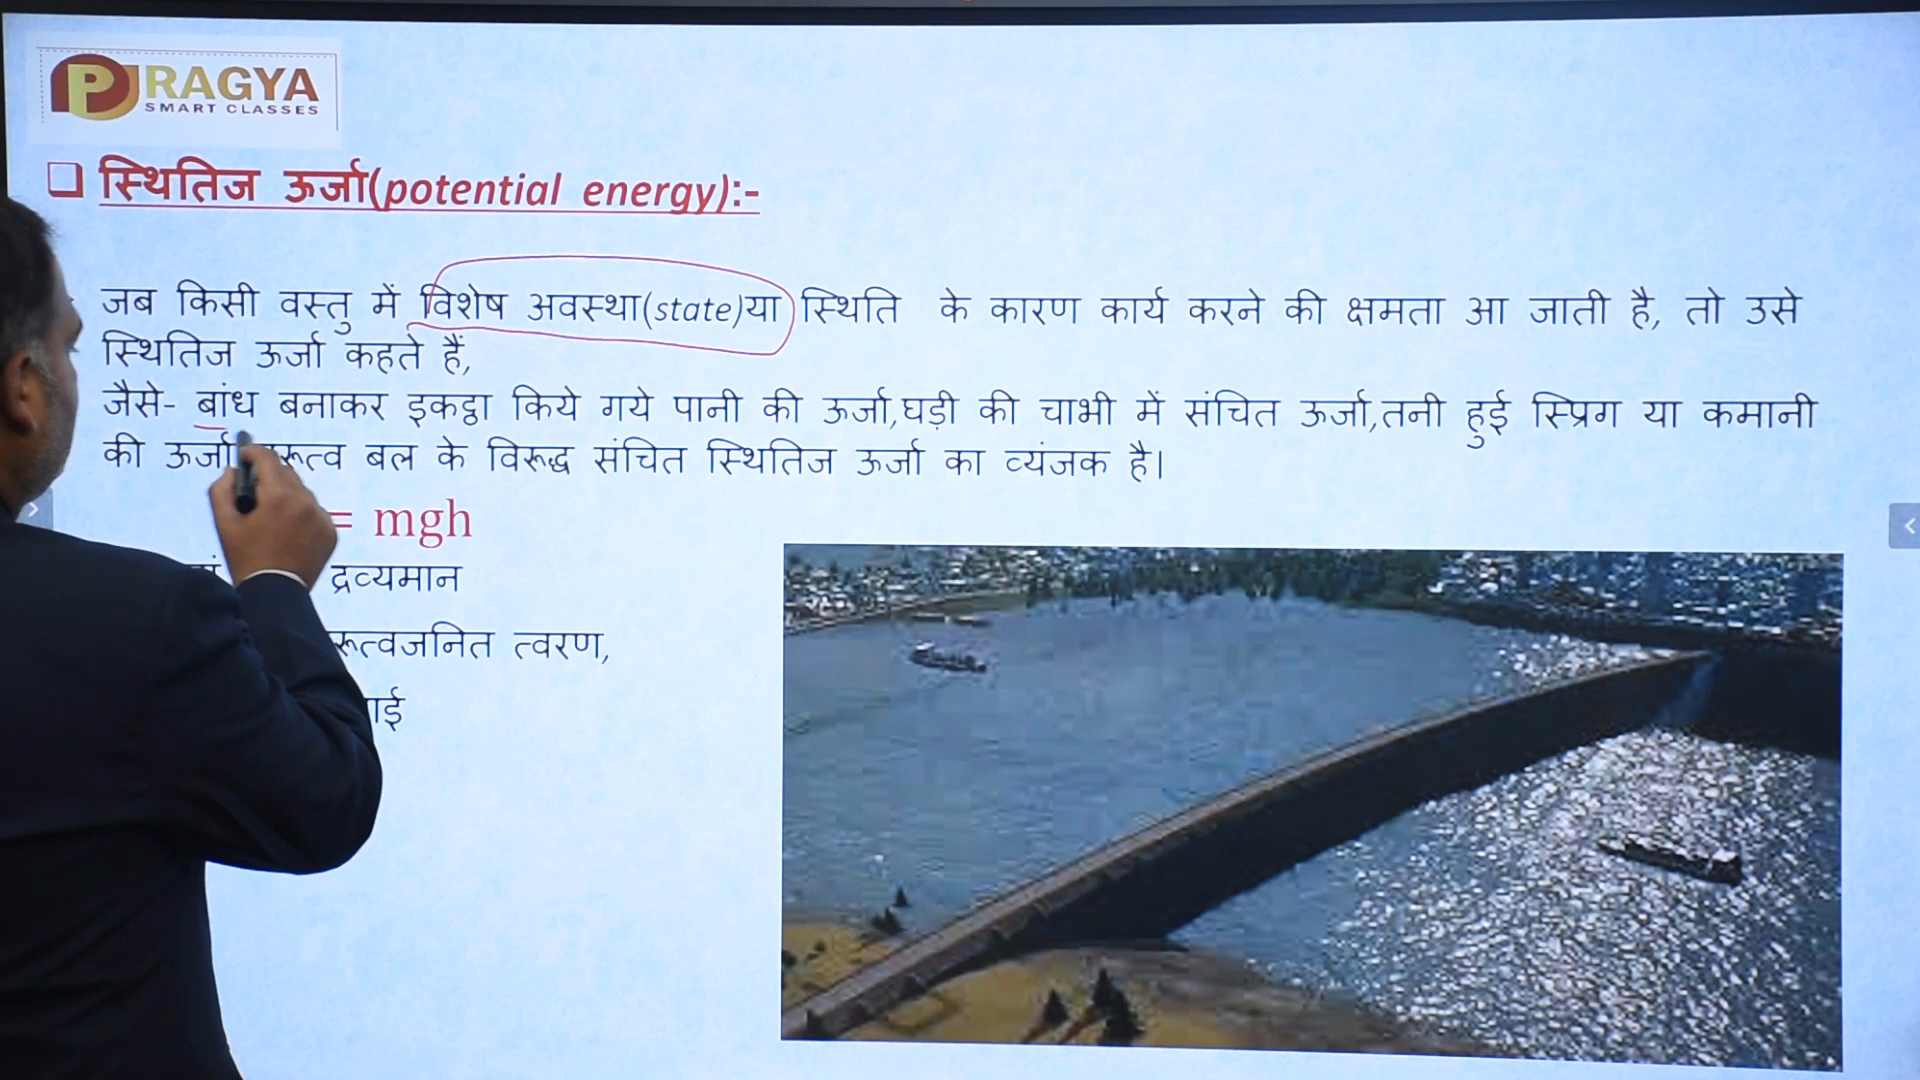 PRAGYA
SMART CLASSES
स्थितिज ऊर्जा(potential energy):-
जब किसी वस्तु में विशेष अवस्था(state)या स्थिति के कारण कार्य करने की क्षमता आ जाती है, तो उसे
स्थितिज ऊर्जा कहते हैं,
जैसे- बांध बनाकर इकट्ठा किये गये पानी की ऊर्जा,घड़ी की चाभी में संचित ऊर्जा,तनी हुई स्प्रिग या कमानी
की ऊर्जा बल के विरूद्ध संचित स्थितिज ऊर्जा का व्यंजक है।
= mgh
द्रव्यमान
त्वरण,